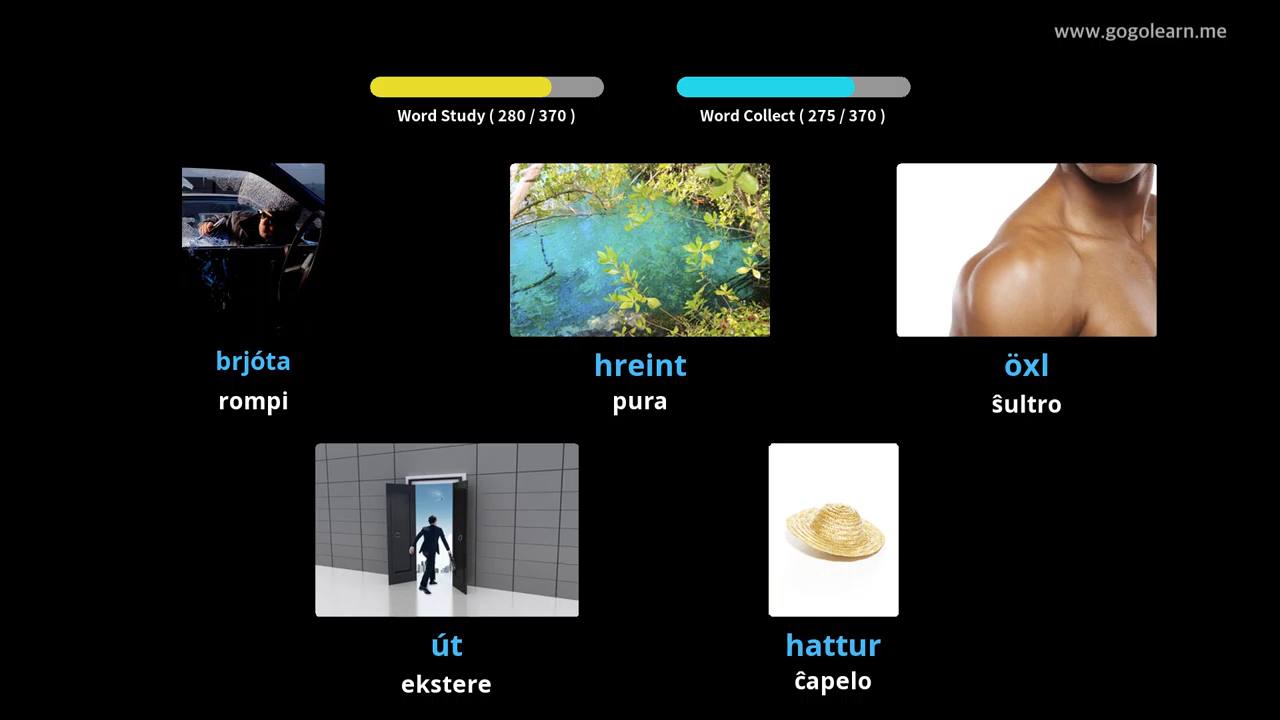 www.gogolearn.me
Word Study ( 280 / 370 )
Word Collect ( 275 / 370 )
brjóta
rompi
hreint
pura
öxl
ŝultro
út
ekstere
hattur
ĉapelo